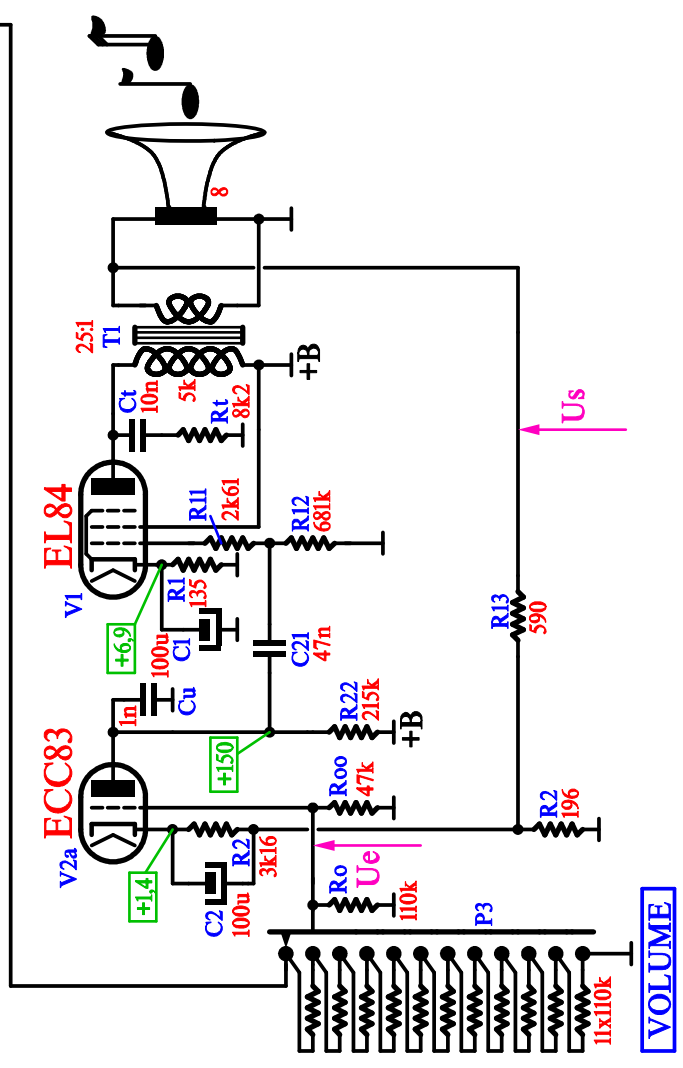 ECC83
V2a
+1,4
C2
100u
R2
3k16
1n
Cu
+150
EL84
V1
+6,9
C1
100u
R1
135
R11
2k61
Ct
10n
Rt
8k2
25:1
T1
5k
8
+B
C21
47n
R12
681k
R22
215k
+B
Roo
47k
Ro
110k
Ue
P3
11x110k
VOLUME
R2
196
R13
590
Us